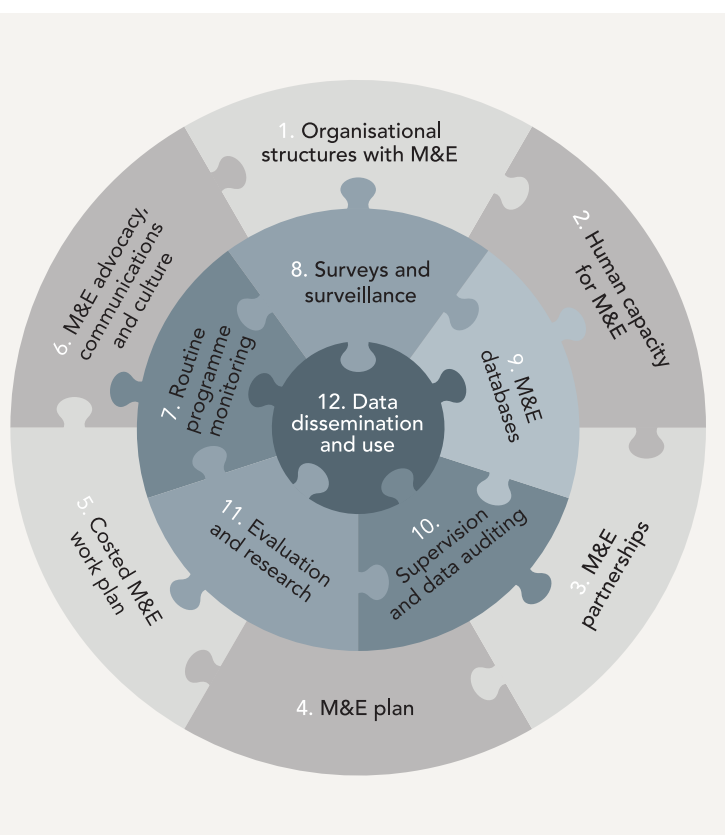 1. Organisational
structures with M&E
2. Human capacity
for M&E
3. M&E
partnerships
4. M&E plan
5. Costed M&E
work plan
6. M&E advocacy,
communications
and culture
7. Routine
programme
monitoring
8. Surveys and
surveillance
9. M&E
databases
10.
Supervision
and data auditing
11. Evaluation
and research
12. Data
dissemination
and use